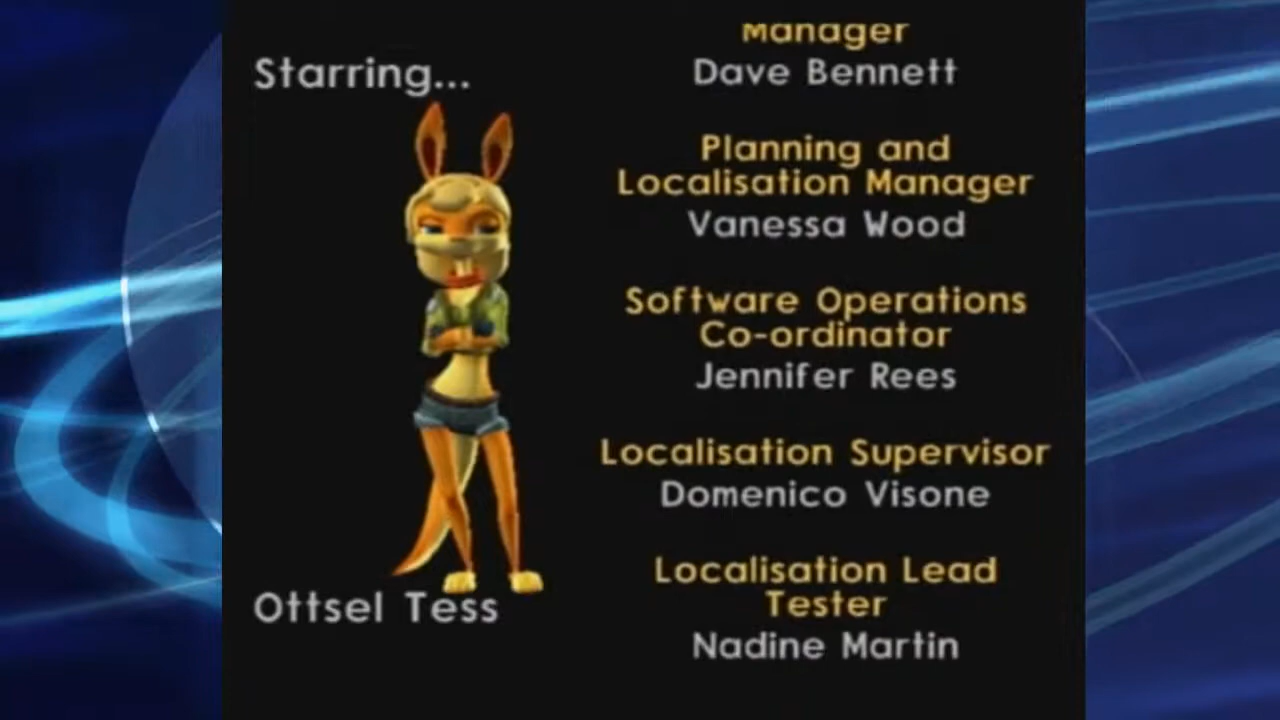 Starring...
Ottsel Tess
Manager
Dave Bennett
Planning and
Localisation Manager
Vanessa Wood
Software Operations
Co-ordinator
Jennifer Rees
Localisation Supervisor
Domenico Visone
Localisation Lead
Tester
Nadine Martin